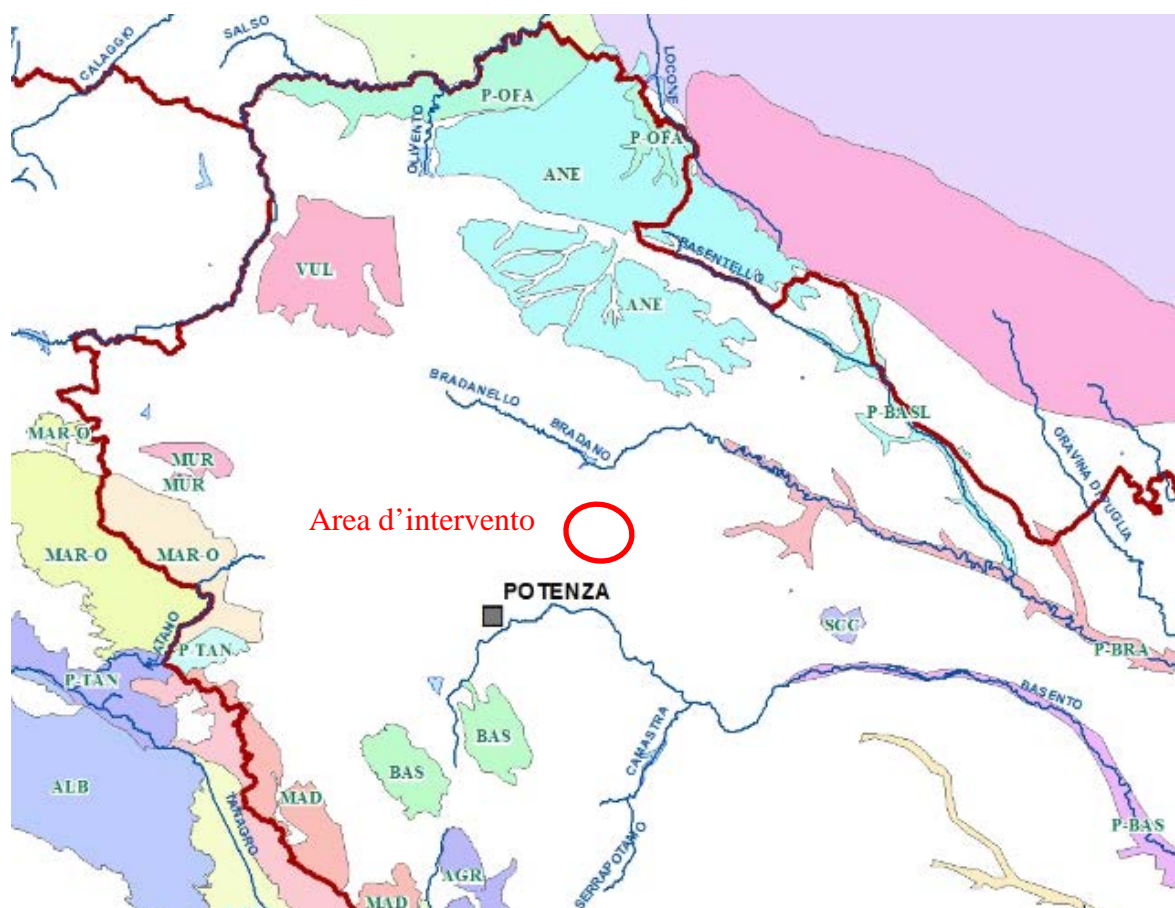 SALSO
CALAGGIO
LOCONE
P-OFA
OLIVENTO
P-OFA
ANE
VUL
BASENTELLO
ANE
BRADANELLO
BRADANO
P-BASL
GRAVINA DI PUGLIA
MAR-O
MUR
MUR
Area d'intervento
MAR-O
MAR-O
POTENZA
PLATANO
SCC
P-TAN
P-TAN
P-BRA
BASENTO
BAS
CAMASTRA
BAS
ALB
TANAGRO
MAD
P-BAS
SERRAPOTANO
AGR
MAD